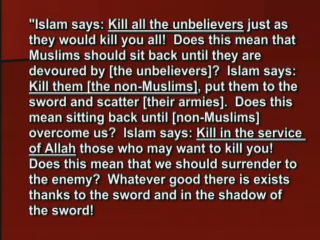 "Islam says: Kill all the unbelievers just as
they would kill you all!  Does this mean that
Muslims should sit back until they are
devoured by [the unbelievers]?  Islam says:
Kill them [the non-Muslims], put them to the
sword and scatter [their armies].  Does this
mean sitting back until [non-Muslims]
overcome us?  Islam says: Kill in the service
of Allah those who may want to kill you!
Does this mean that we should surrender to
the enemy?  Whatever good there is exists
thanks to the sword and in the shadow of
the sword!